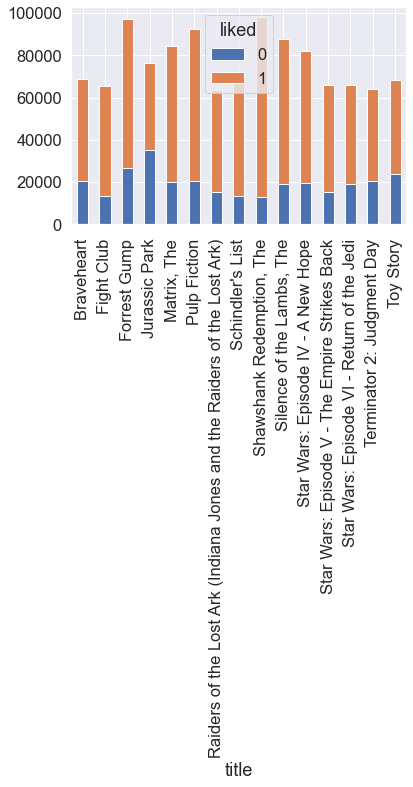 100000
80000
60000
40000
20000
0
liked
0
1
Braveheart
Fight Club
Forrest Gump
Jurassic Park
Matrix, The
Pulp Fiction
Raiders of the Lost Ark (Indiana Jones and the Raiders of the Lost Ark)
Schindler's List
Shawshank Redemption, The
Silence of the Lambs, The
Star Wars: Episode IV - A New Hope
Star Wars: Episode V - The Empire Strikes Back
Star Wars: Episode VI - Return of the Jedi
Terminator 2: Judgment Day
Toy Story
title